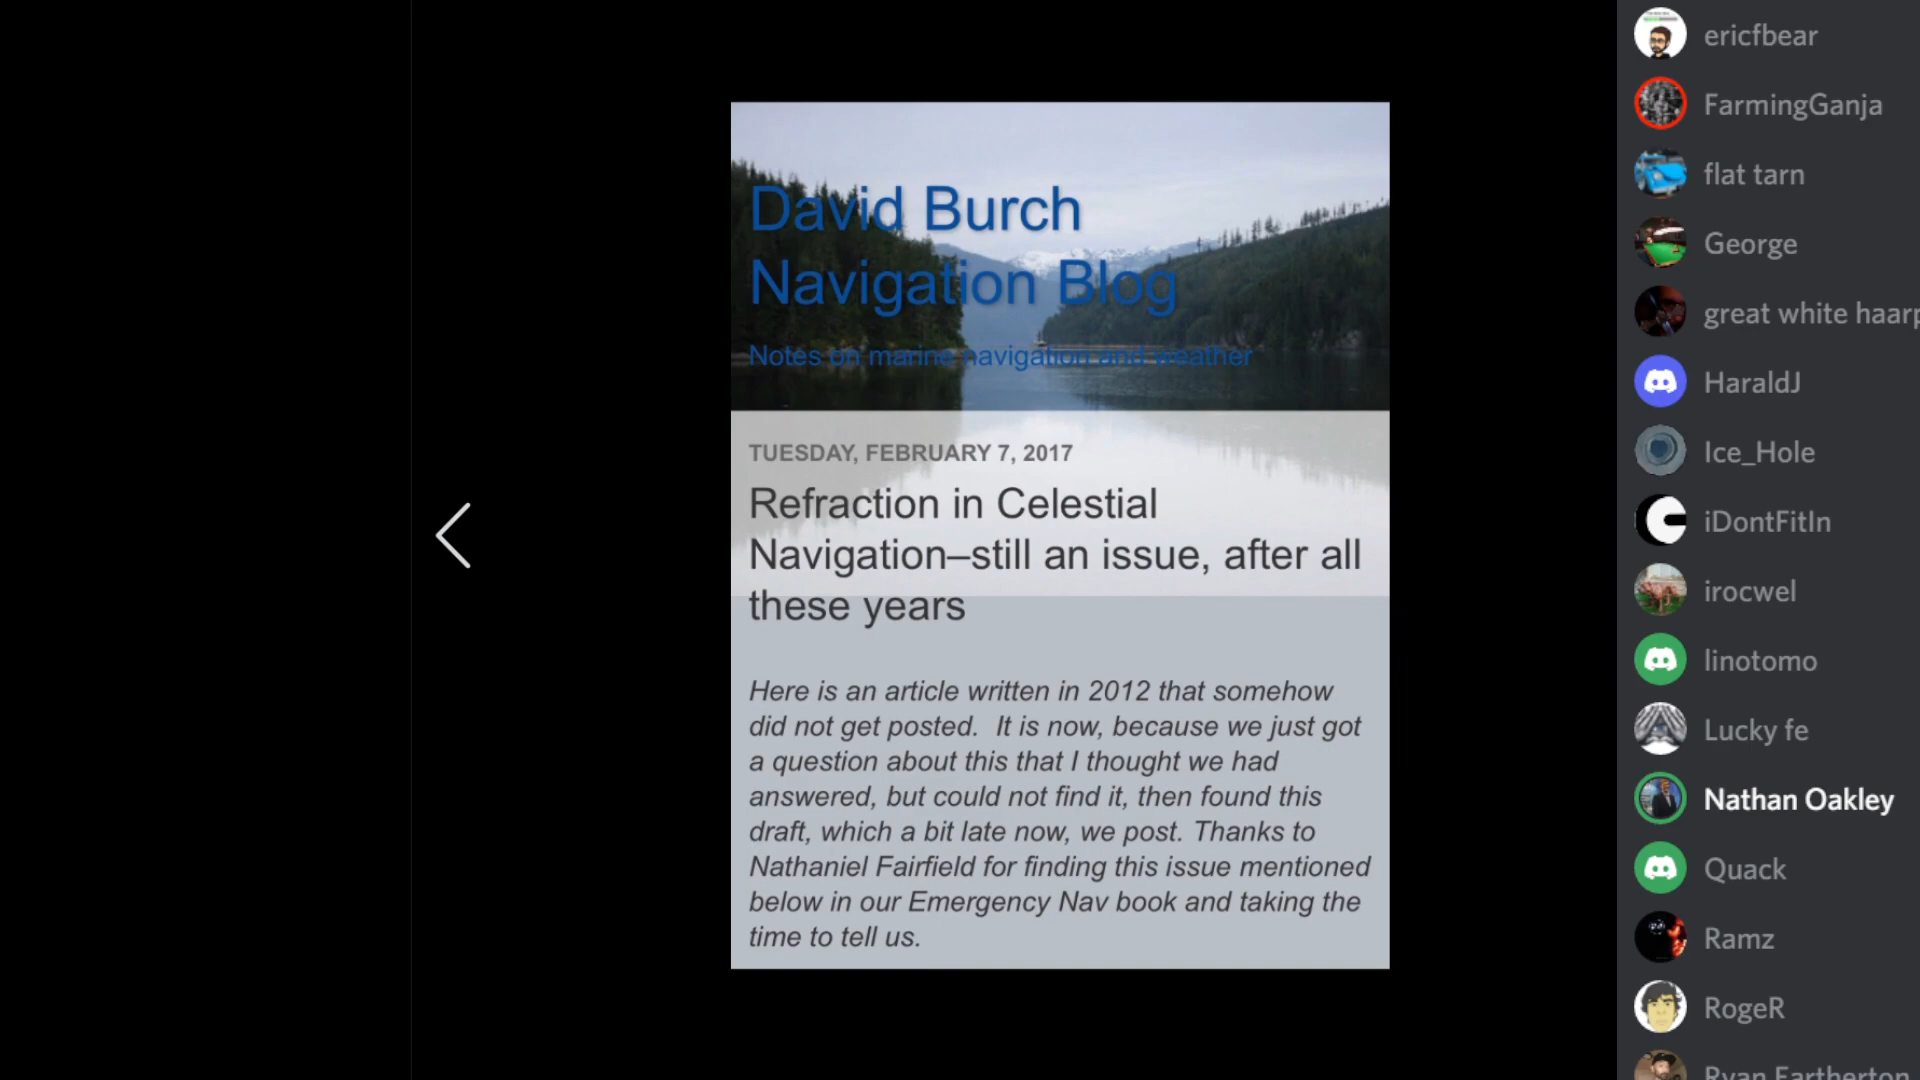 David Burch
Navigation Blog
Notes on marine navigation and weather
TUESDAY, FEBRUARY 7, 2017
Refraction in Celestial
Navigation–still an issue, after all
these years
Here is an article written in 2012 that somehow
did not get posted.  It is now, because we just got
a question about this that I thought we had
answered, but could not find it, then found this
draft, which a bit late now, we post. Thanks to
Nathaniel Fairfield for finding this issue mentioned
below in our Emergency Nav book and taking the
time to tell us.
ericfbear
FarmingGanja
flat tarn
George
great white haarp
HaraldJ
Ice_Hole
iDontFitIn
irocwel
linotomo
Lucky fe
Nathan Oakley
Quack
Ramz
RogeR
Ryan Eartherton